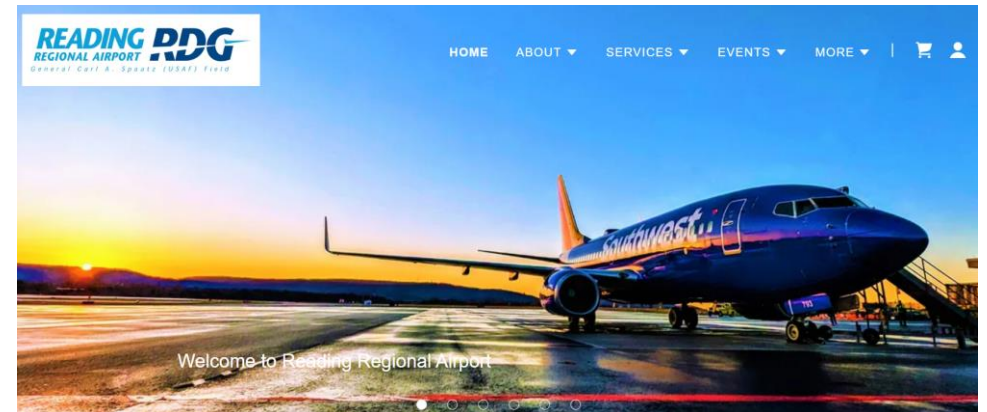 READING RDG
REGIONAL AIRPORT
General Carl A. Spaatz (USAF) Field
HOME ABOUT SERVICES EVENTS MORE |
Southwest
793
Welcome to Reading Regional Airport